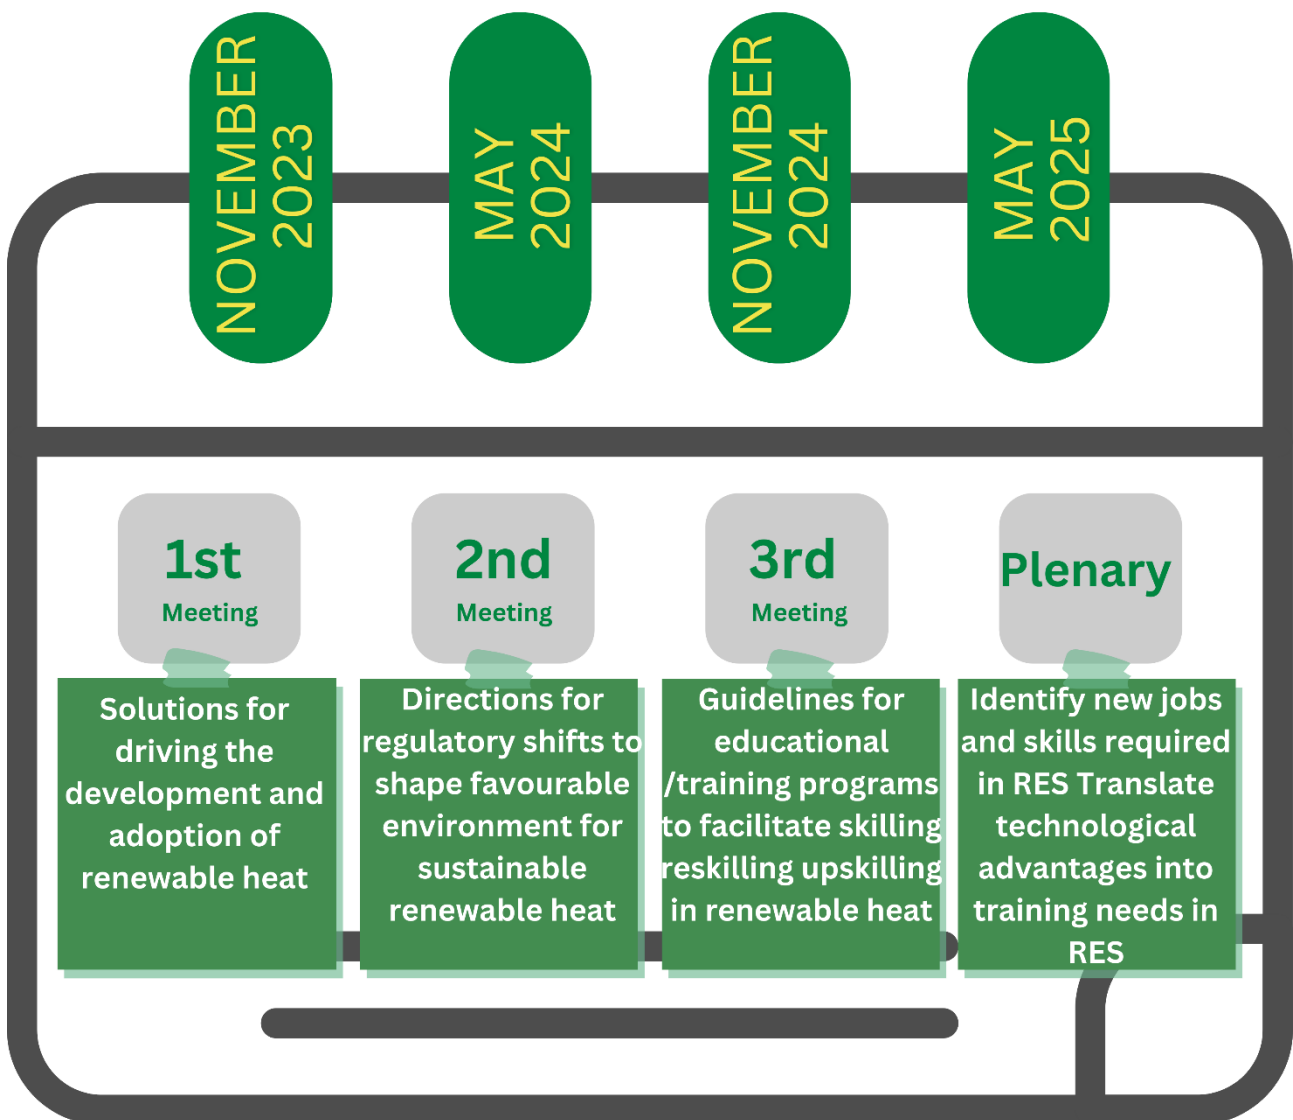 NOVEMBER
2023
MAY
2024
NOVEMBER
2024
MAY
2025
1st
Meeting
2nd
Meeting
3rd
Meeting
Plenary
Solutions for
driving the
development and
adoption of
renewable heat
Directions for
regulatory shifts to
shape favourable
environment for
sustainable
renewable heat
Guidelines for
educational
/training programs
to facilitate skilling
reskilling upskilling
in renewable heat
Identify new jobs
and skills required
in RES Translate
technological
advantages into
training needs in
RES